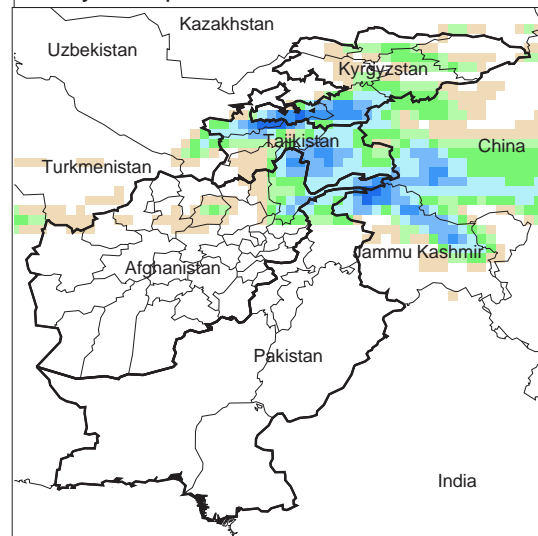 Kazakhstan
Uzbekistan
Kyrgyzstan
Tajikistan
China
Turkmenistan
Jammu Kashmir
Afghanistan
Pakistan
India